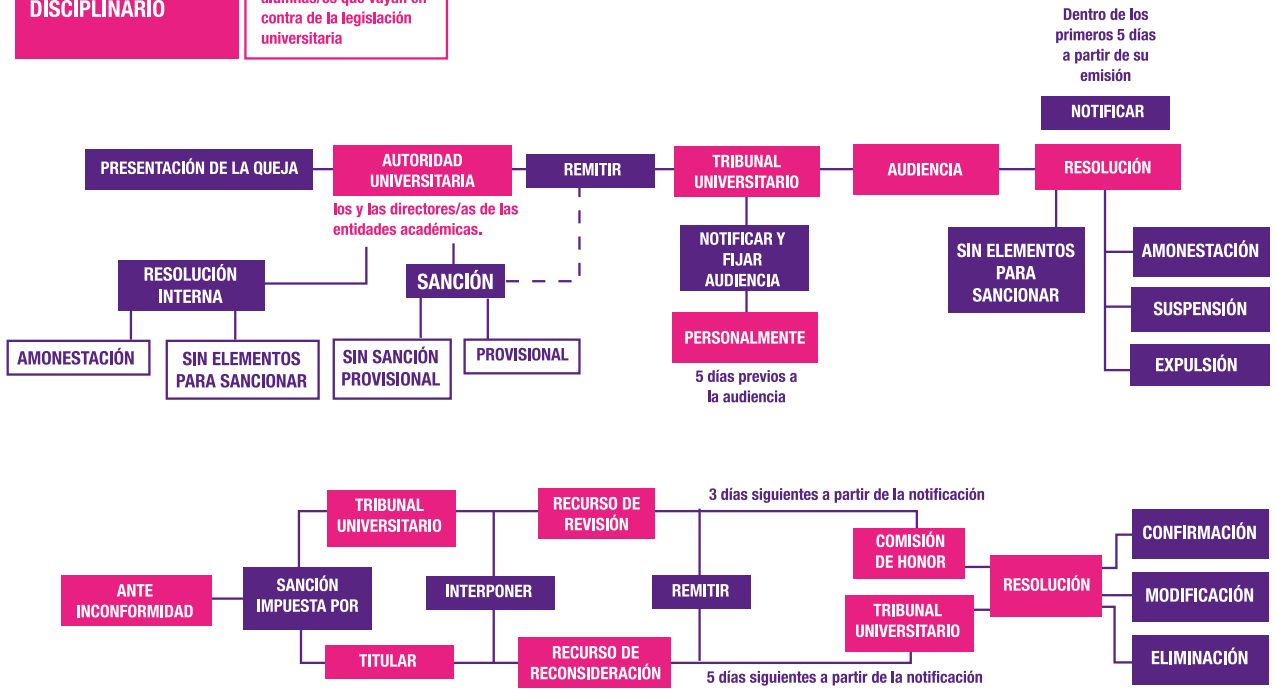 DISCIPLINARIO
alumnas/os que vayan en
contra de la legislación
universitaria
Dentro de los
primeros 5 días
a partir de su
emisión
NOTIFICAR
PRESENTACIÓN DE LA QUEJA
AUTORIDAD
UNIVERSITARIA
REMITIR
TRIBUNAL
UNIVERSITARIO
AUDIENCIA
RESOLUCIÓN
los y las directores/as de las
entidades académicas.
RESOLUCIÓN
INTERNA
SANCIÓN
NOTIFICAR Y
FIJAR
AUDIENCIA
SIN ELEMENTOS
PARA
SANCIONAR
AMONESTACIÓN
SUSPENSIÓN
EXPULSIÓN
AMONESTACIÓN
SIN ELEMENTOS
PARA SANCIONAR
SIN SANCIÓN
PROVISIONAL
PROVISIONAL
PERSONALMENTE
5 días previos a
la audiencia
ANTE
INCONFORMIDAD
SANCIÓN
IMPUESTA POR
TRIBUNAL
UNIVERSITARIO
TITULAR
INTERPONER
RECURSO DE
REVISIÓN
RECURSO DE
RECONSIDERACIÓN
REMITIR
3 días siguientes a partir de la notificación
5 días siguientes a partir de la notificación
COMISIÓN
DE HONOR
TRIBUNAL
UNIVERSITARIO
RESOLUCIÓN
CONFIRMACIÓN
MODIFICACIÓN
ELIMINACIÓN